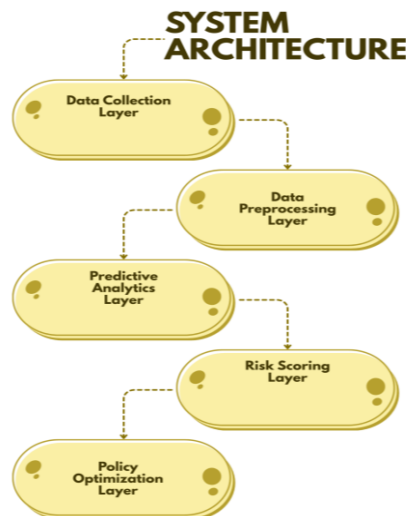 SYSTEM
ARCHITECTURE
Data Collection
Layer
Data
Preprocessing
Layer
Predictive
Analytics
Layer
Risk Scoring
Layer
Policy
Optimization
Layer